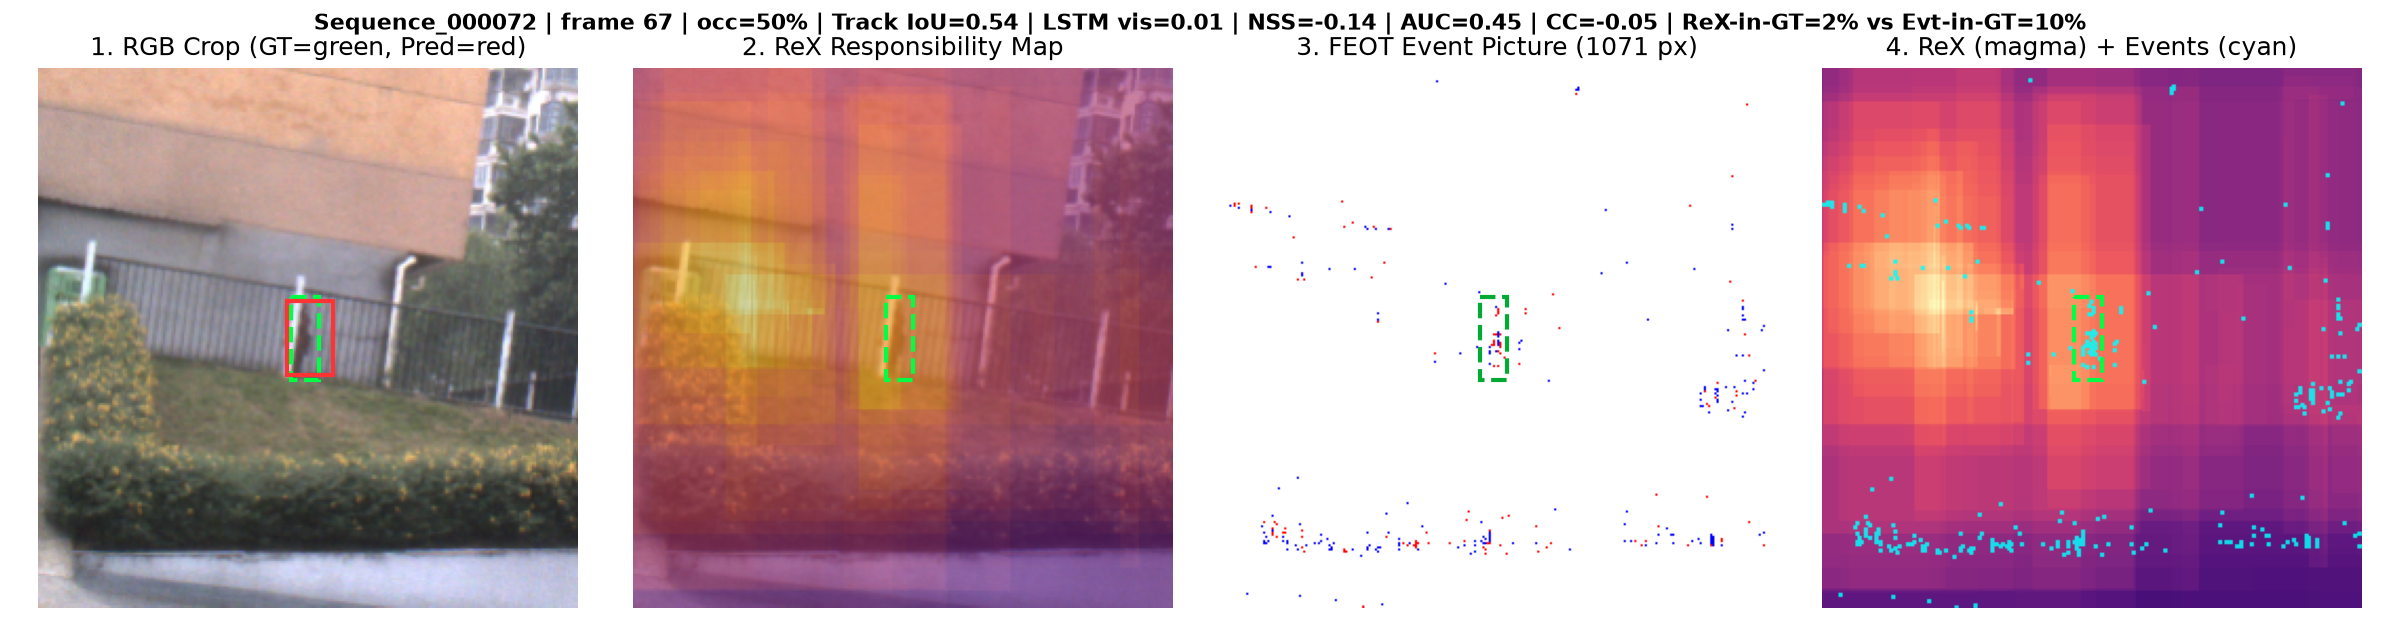 Sequence_000072 | frame 67 | occ=50% | Track IoU=0.54 | LSTM vis=0.01 | NSS=-0.14 | AUC=0.45 | CC=-0.05 | ReX-in-GT=2% vs Evt-in-GT=10%
1. RGB Crop (GT=green, Pred=red)
2. ReX Responsibility Map
3. FEOT Event Picture (1071 px)
4. ReX (magma) + Events (cyan)